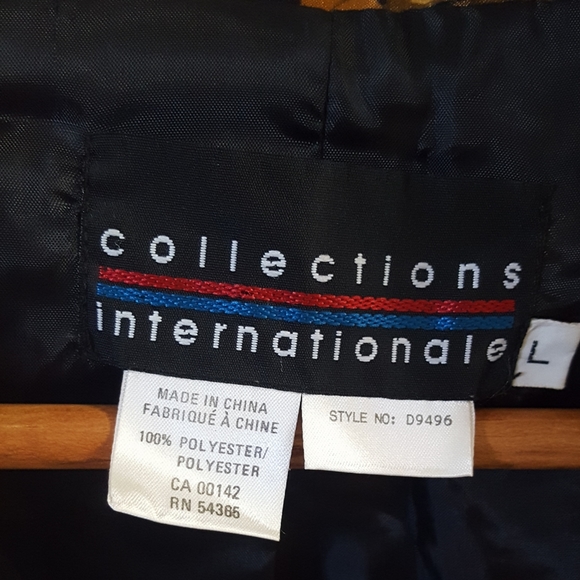 collections
internationale
L
MADE IN CHINA
FABRIQUÉ À CHINE
100% POLYESTER/
POLYESTER
CA 00142
RN 54365
STYLE NO: D9496